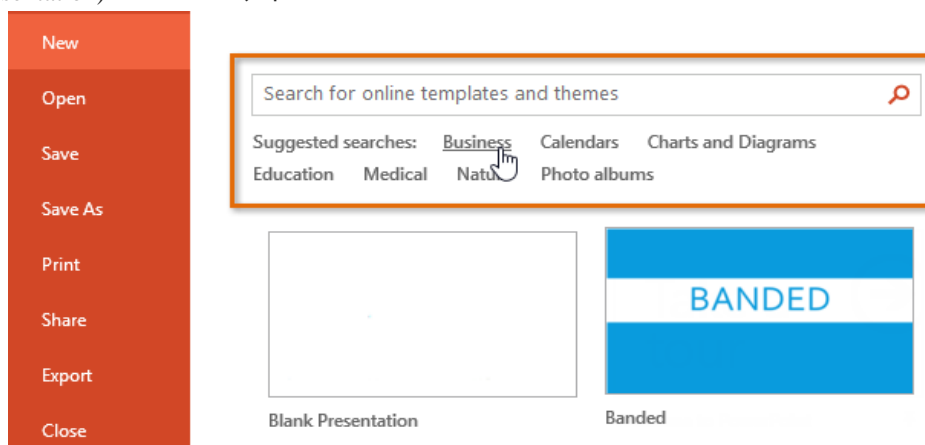 New
Open
Save
Save As
Print
Share
Export
Close
Search for online templates and themes
Suggested searches: Business Calendars Charts and Diagrams
Education Medical Photo albums
BANDED
Blank Presentation
Banded